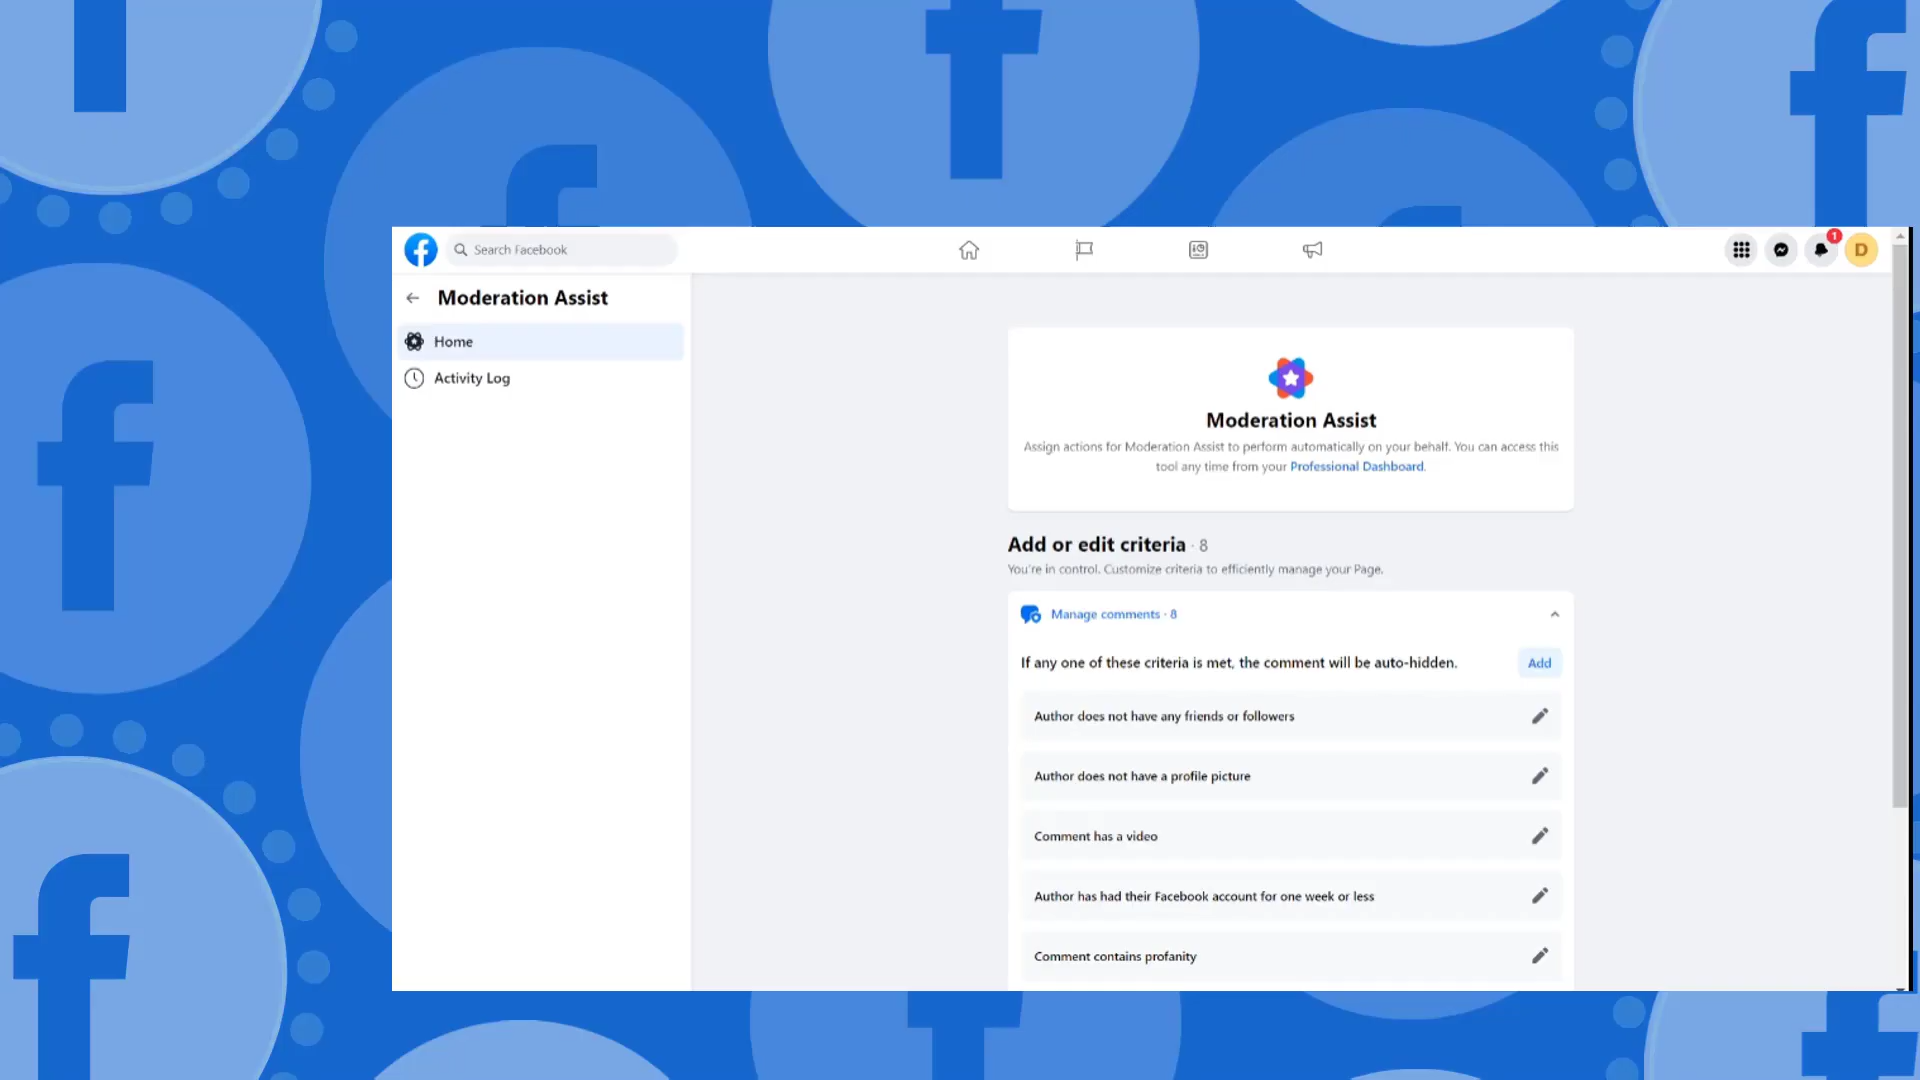 Search Facebook
1
D
Moderation Assist
Home
Activity Log
Moderation Assist
Assign actions for Moderation Assist to perform automatically on your behalf. You can access this
tool any time from your Professional Dashboard.
Add or edit criteria · 8
You're in control. Customize criteria to efficiently manage your Page.
Manage comments · 8
If any one of these criteria is met, the comment will be auto-hidden.
Add
Author does not have any friends or followers
Author does not have a profile picture
Comment has a video
Author has had their Facebook account for one week or less
Comment contains profanity